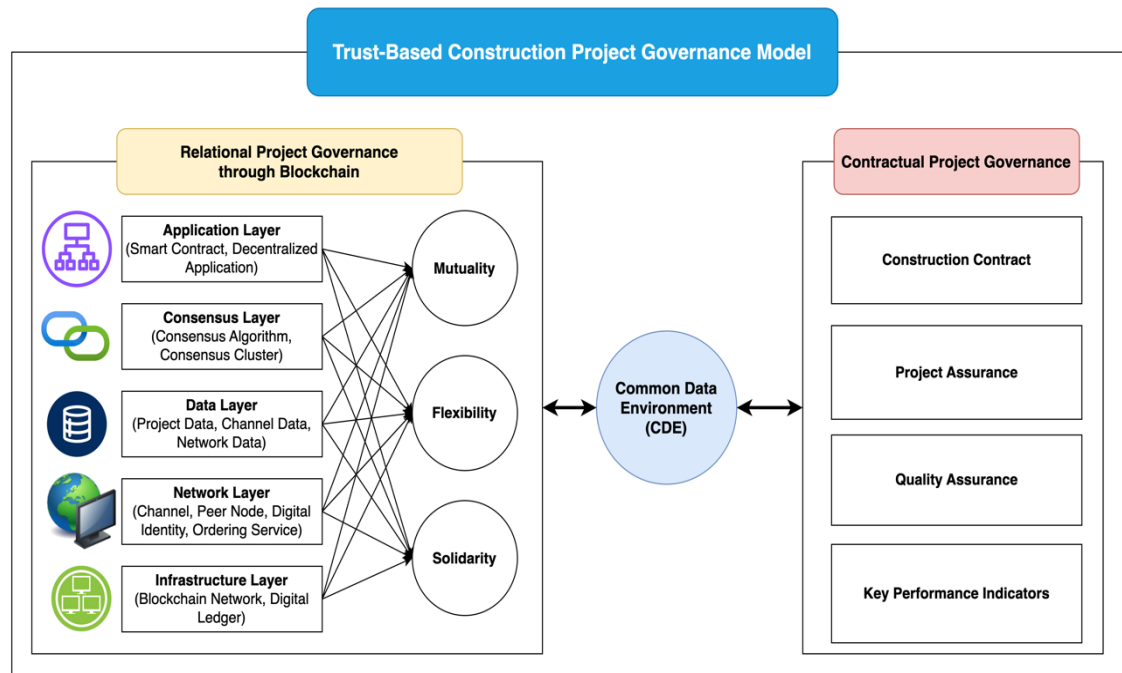 Trust-Based Construction Project Governance Model
Relational Project Governance
through Blockchain
Application Layer
(Smart Contract, Decentralized
Application)
Consensus Layer
(Consensus Algorithm,
Consensus Cluster)
Data Layer
(Project Data, Channel Data,
Network Data)
Network Layer
(Channel, Peer Node, Digital
Identity, Ordering Service)
Infrastructure Layer
(Blockchain Network, Digital
Ledger)
Mutuality
Flexibility
Solidarity
Common Data
Environment
(CDE)
Contractual Project Governance
Construction Contract
Project Assurance
Quality Assurance
Key Performance Indicators